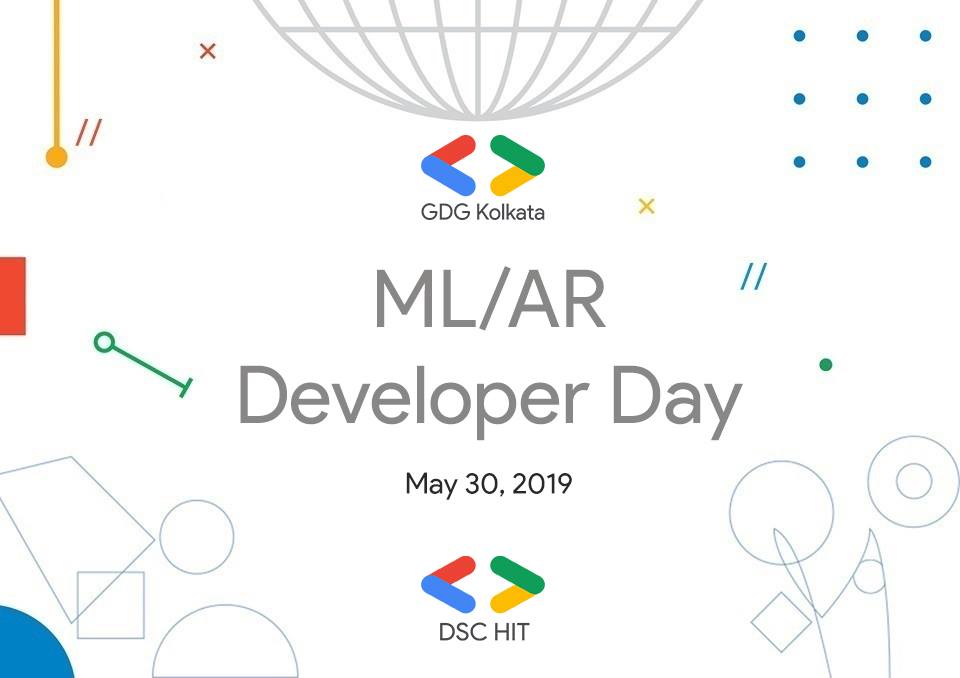 GDG Kolkata
ML/AR
Developer Day
May 30, 2019
DSC HIT